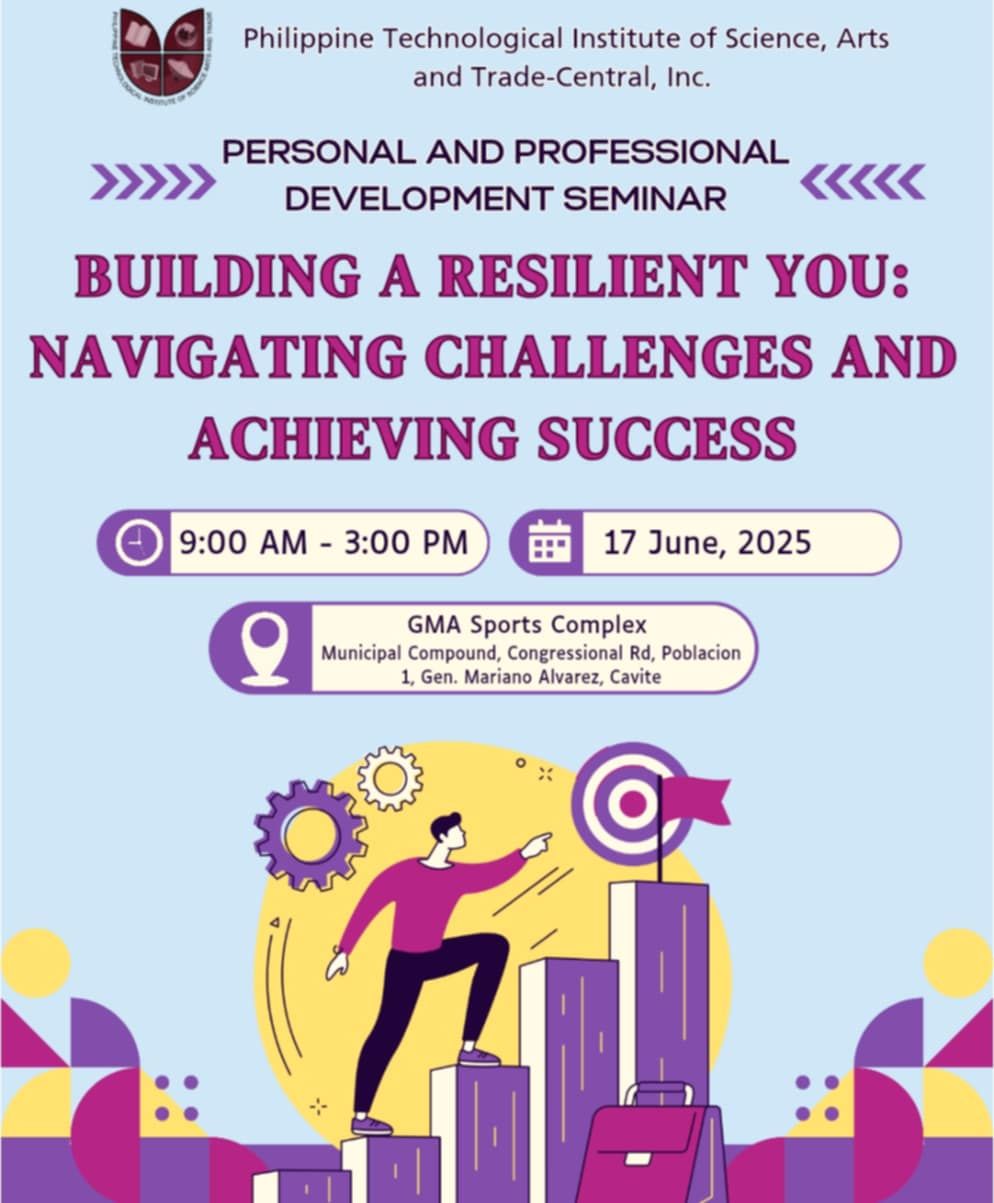 PHILIPPINE TECHNOLOGICAL INSTITUTE OF SCIENCE ARTS AND TRADE
Philippine Technological Institute of Science, Arts
and Trade-Central, Inc.
PERSONAL AND PROFESSIONAL
DEVELOPMENT SEMINAR
BUILDING A RESILIENT YOU:
NAVIGATING CHALLENGES AND
ACHIEVING SUCCESS
9:00 AM - 3:00 PM
17 June, 2025
GMA Sports Complex
Municipal Compound, Congressional Rd, Poblacion
1, Gen. Mariano Alvarez, Cavite